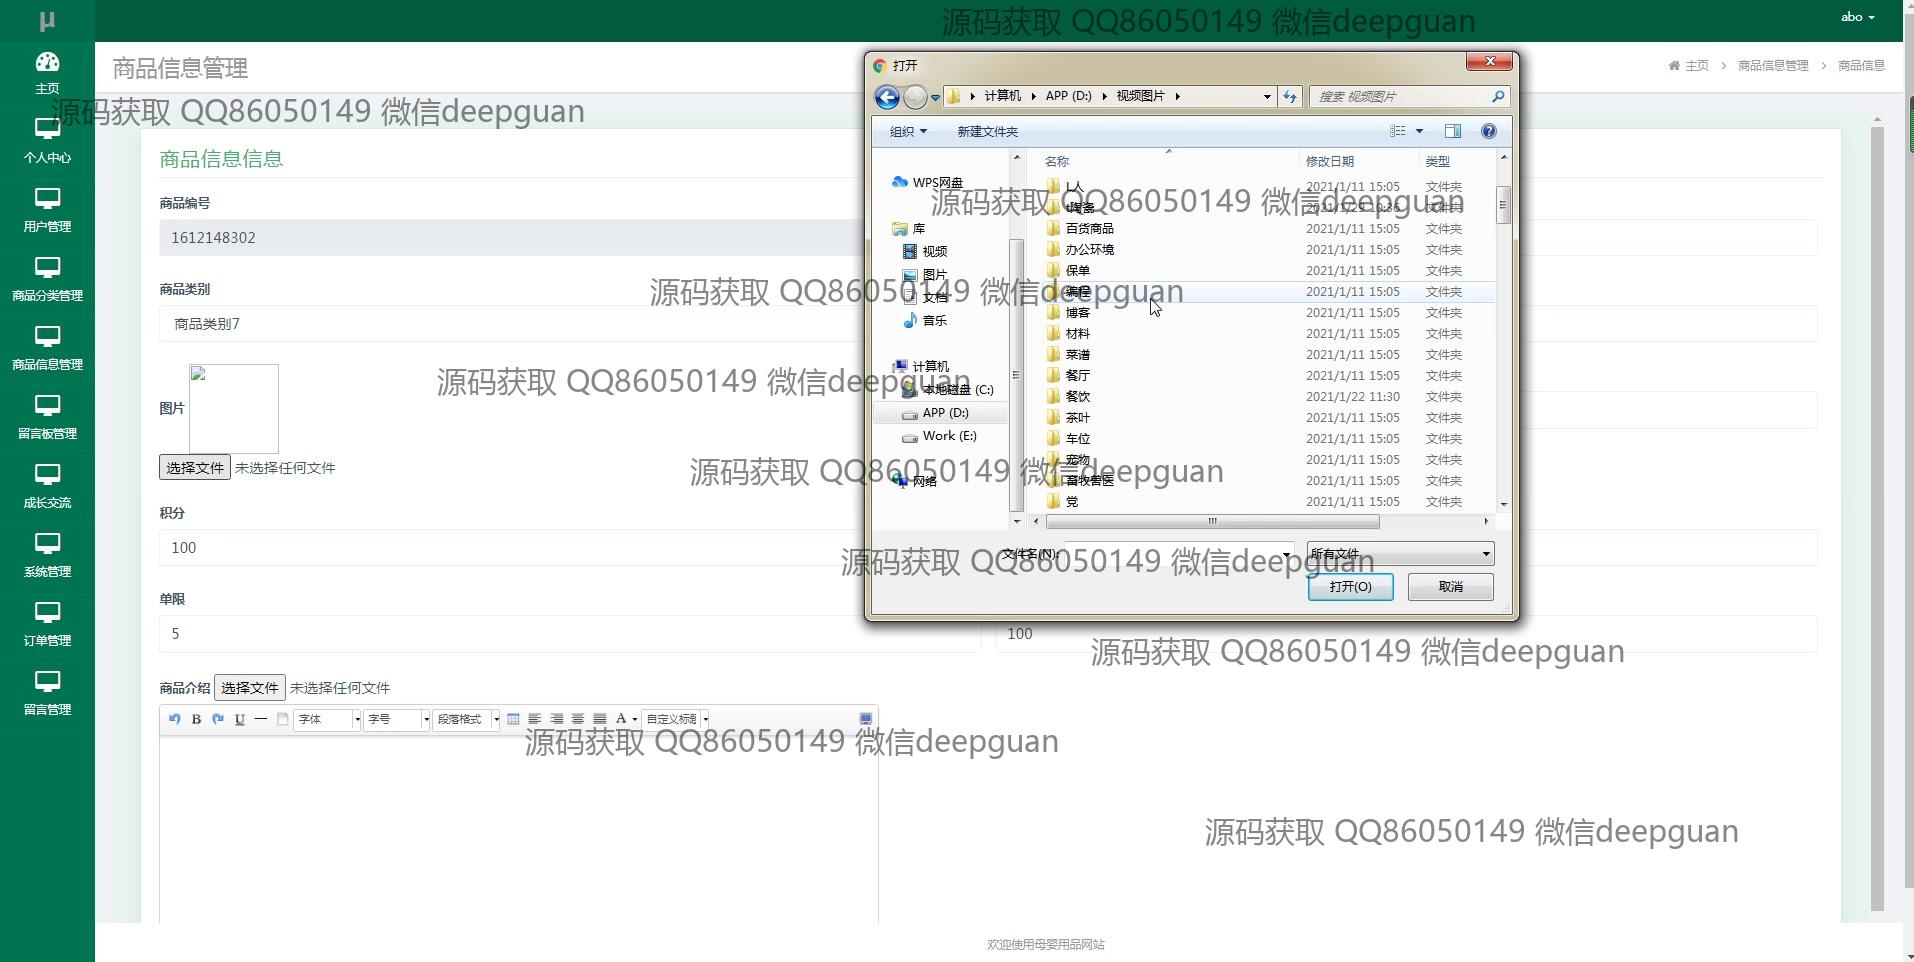 μ
源码获取 QQ86050149 微信deepguan
abo
主页
个人中心
用户管理
商品分类管理
商品信息管理
留言板管理
成长交流
系统管理
订单管理
留言管理
商品信息管理
主页 > 商品信息管理 > 商品信息
源码获取 QQ86050149 微信deepguan
商品信息信息
商品编号
1612148302
商品类别
商品类别7
图片
选择文件 未选择任何文件
积分
100
单限
5
100
商品介绍 选择文件 未选择任何文件
B U 字体 字号 段落格式 A 自定义标题
打开
计算机 APP (D:) 视频图片
搜索 视频图片
组织 新建文件夹
WPS网盘
库
视频
图片
文档
音乐
计算机
本地磁盘 (C:)
APP (D:)
Work (E:)
网络
名称 修改日期 类型
L人 2021/1/11 15:05 文件夹
t陶瓷 2021/1/29 10:36 文件夹
百货商品 2021/1/11 15:05 文件夹
办公环境 2021/1/11 15:05 文件夹
保单 2021/1/11 15:05 文件夹
编程 2021/1/11 15:05 文件夹
博客 2021/1/11 15:05 文件夹
材料 2021/1/11 15:05 文件夹
菜谱 2021/1/11 15:05 文件夹
餐厅 2021/1/11 15:05 文件夹
餐饮 2021/1/22 11:30 文件夹
茶叶 2021/1/11 15:05 文件夹
车位 2021/1/11 15:05 文件夹
宠物 2021/1/11 15:05 文件夹
畜牧兽医 2021/1/11 15:05 文件夹
党 2021/1/11 15:05 文件夹
文件名(N):
所有文件
打开(O) 取消
源码获取 QQ86050149 微信deepguan
源码获取 QQ86050149 微信deepguan
源码获取 QQ86050149 微信deepguan
源码获取 QQ86050149 微信deepguan
源码获取 QQ86050149 微信deepguan
源码获取 QQ86050149 微信deepguan
源码获取 QQ86050149 微信deepguan
源码获取 QQ86050149 微信deepguan
欢迎使用母婴用品网站